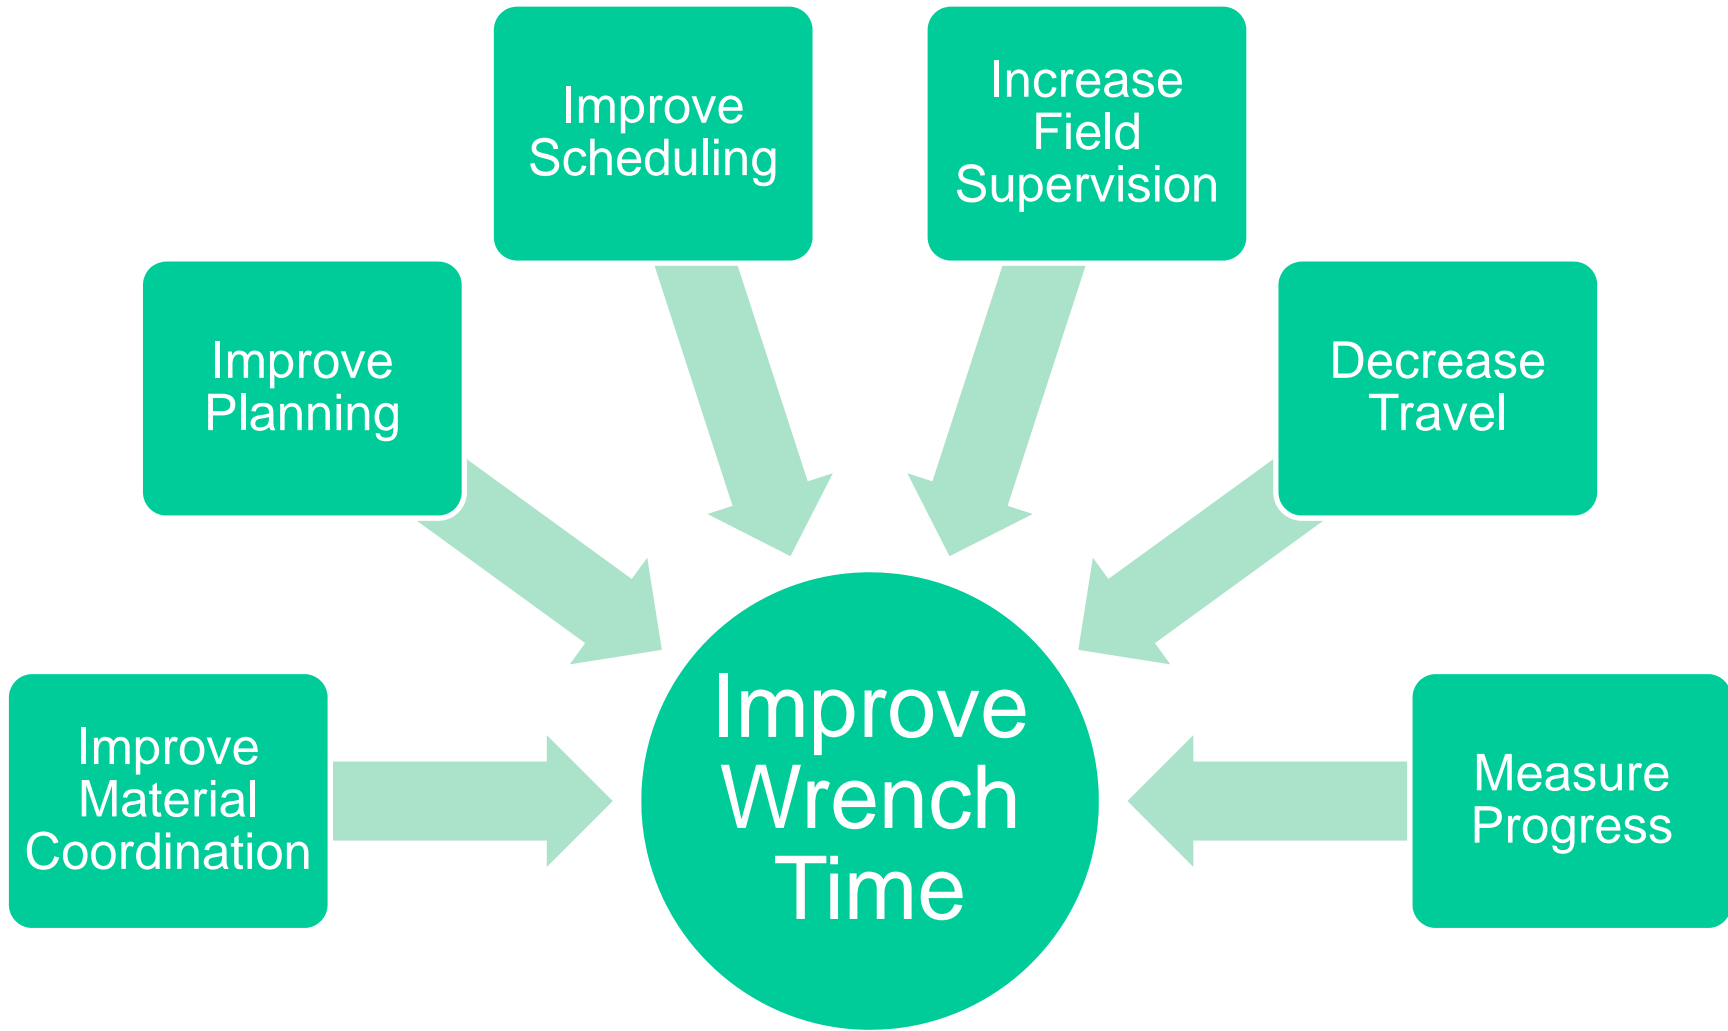 Improve
Scheduling
Increase
Field
Supervision
Improve
Planning
Decrease
Travel
Improve
Material
Coordination
Improve
Wrench
Time
Measure
Progress